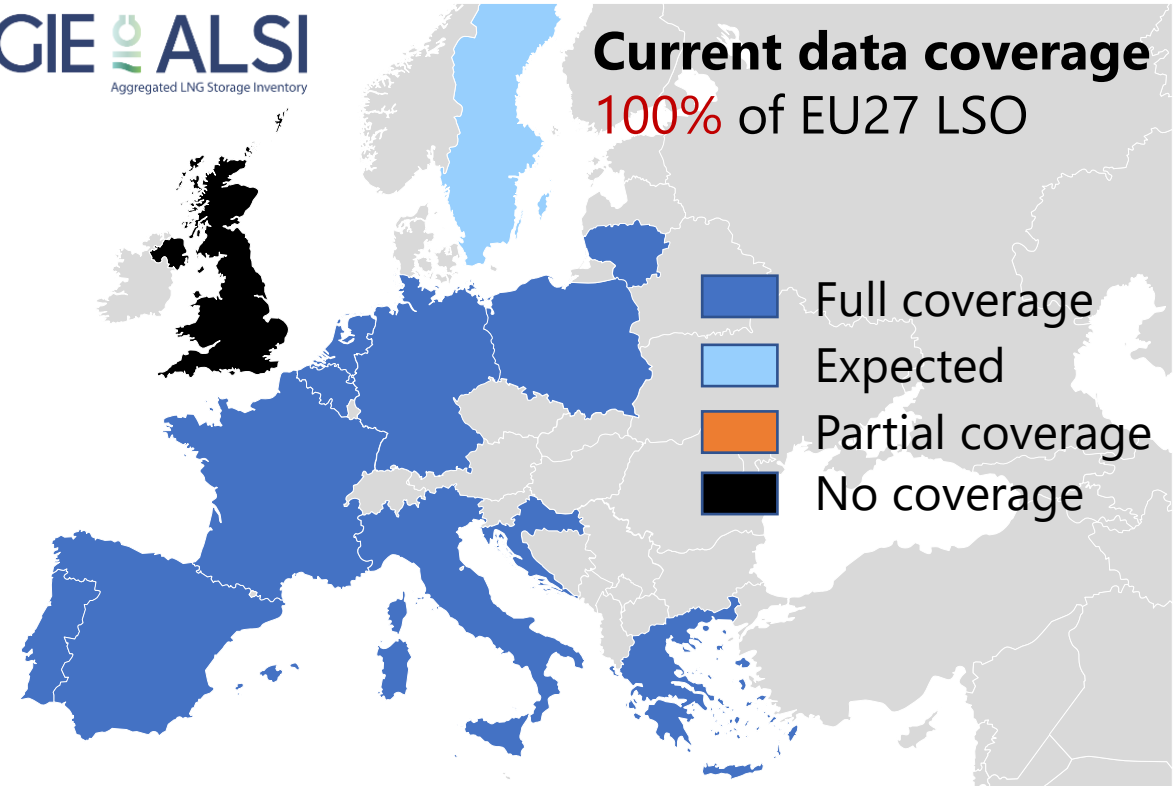 GIE ALSI
Aggregated LNG Storage Inventory
Current data coverage
100% of EU27 LSO
Full coverage
Expected
Partial coverage
No coverage